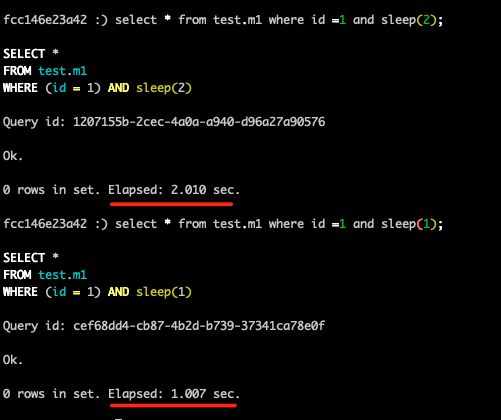 fcc146e23a42 :) select * from test.m1 where id =1 and sleep(2);
SELECT *
FROM test.m1
WHERE (id = 1) AND sleep(2)
Query id: 1207155b-2cec-4a0a-a940-d96a27a90576
Ok.
0 rows in set. Elapsed: 2.010 sec.
fcc146e23a42 :) select * from test.m1 where id =1 and sleep(1);
SELECT *
FROM test.m1
WHERE (id = 1) AND sleep(1)
Query id: cef68dd4-cb87-4b2d-b739-37341ca78e0f
Ok.
0 rows in set. Elapsed: 1.007 sec.